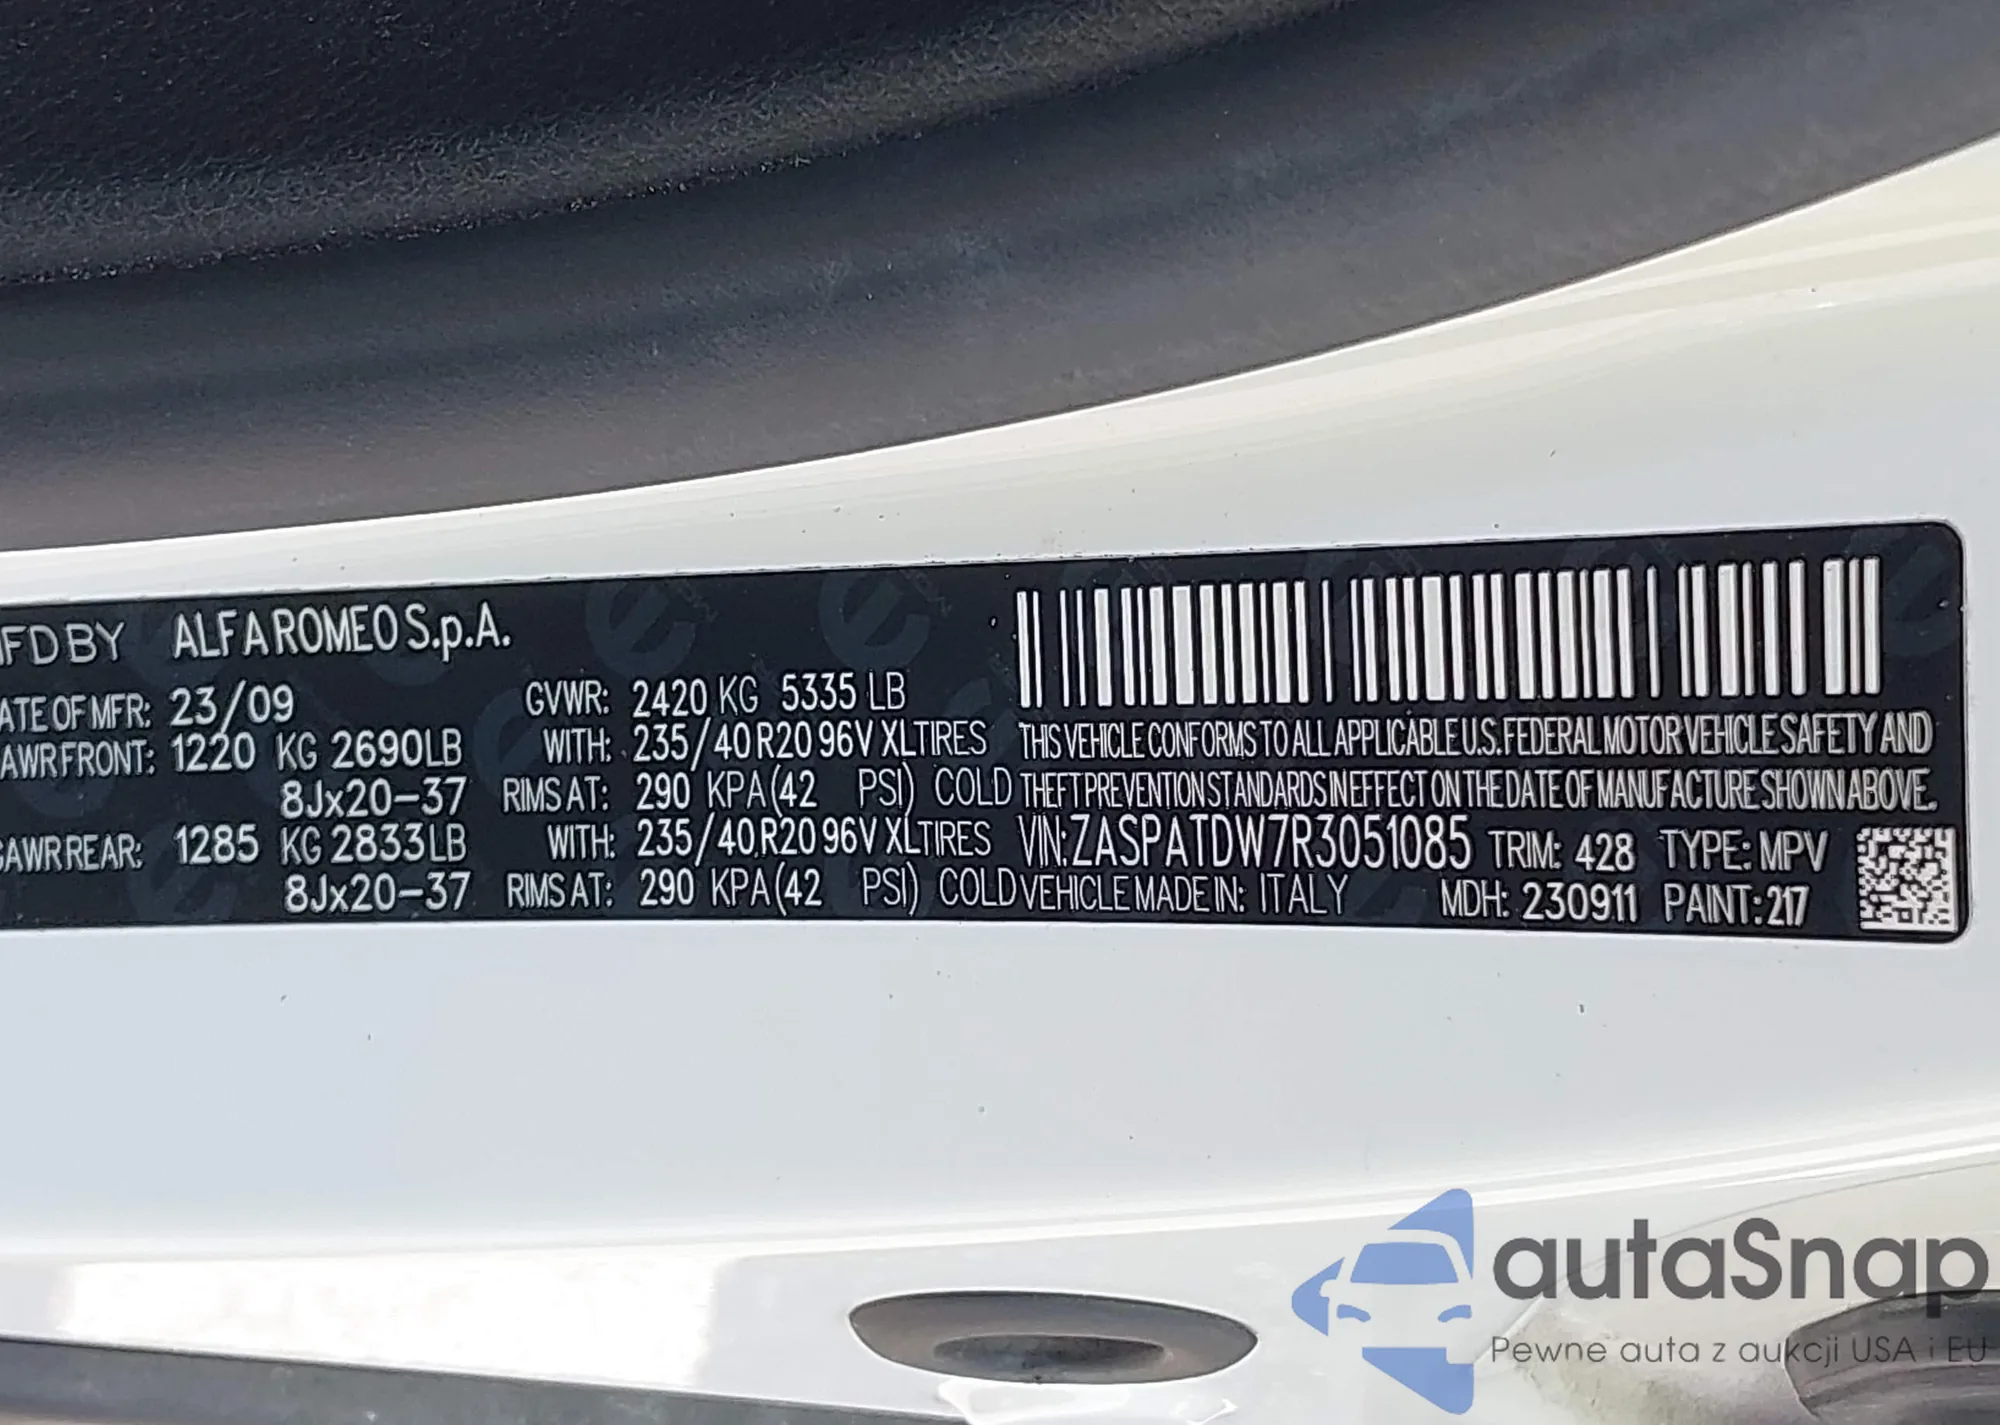 FD BY ALFA ROMEO S.p.A.
ATE OF MFR: 23/09 GVWR: 2420 KG 5335 LB
AWR FRONT: 1220 KG 2690 LB WITH: 235/40 R20 96V XL TIRES
8Jx20-37 RIMS AT: 290 KPA (42 PSI) COLD
AWR REAR: 1285 KG 2833 LB WITH: 235/40 R20 96V XL TIRES
8Jx20-37 RIMS AT: 290 KPA (42 PSI) COLD
THIS VEHICLE CONFORMS TO ALL APPLICABLE U.S. FEDERAL MOTOR VEHICLE SAFETY AND
THEFT PREVENTION STANDARDS IN EFFECT ON THE DATE OF MANUFACTURE SHOWN ABOVE.
VIN: ZASPATDW7R3051085 TRIM: 428 TYPE: MPV
VEHICLE MADE IN: ITALY MDH: 230911 PAINT: 217
autaSnap
Pewne auta z aukcji USA i EU